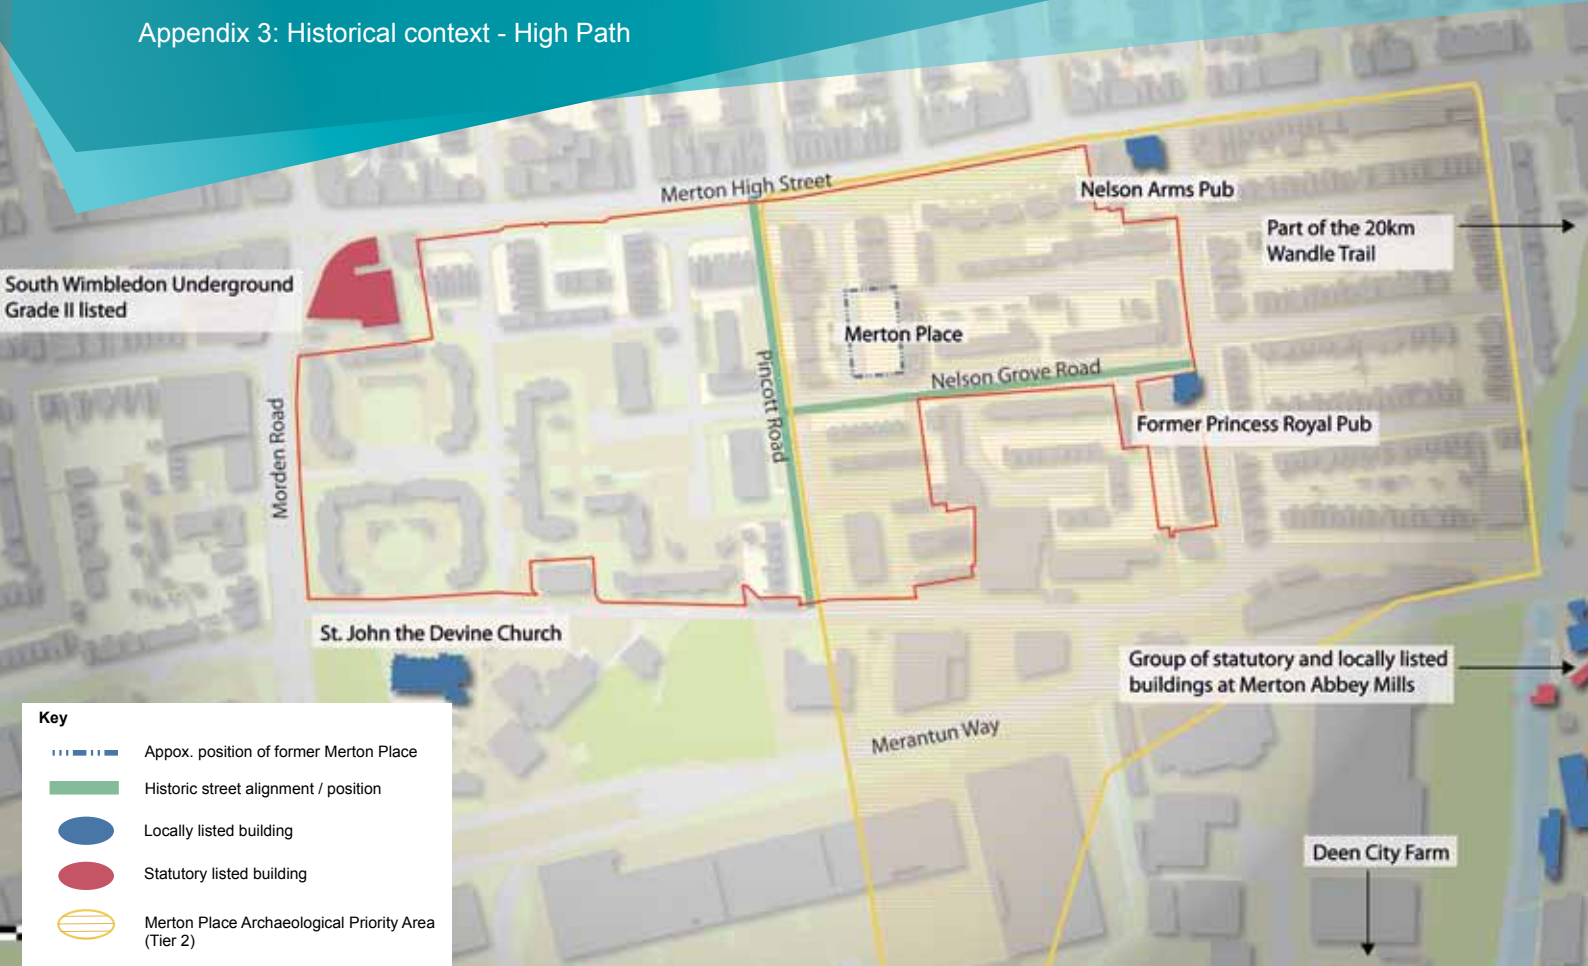 Appendix 3: Historical context - High Path
Merton High Street
Nelson Arms Pub
Part of the 20km
Wandle Trail
South Wimbledon Underground
Grade II listed
Merton Place
Pincott Road
Nelson Grove Road
Former Princess Royal Pub
Morden Road
St. John the Devine Church
Group of statutory and locally listed
buildings at Merton Abbey Mills
Merantun Way
Deen City Farm
Key
Appox. position of former Merton Place
Historic street alignment / position
Locally listed building
Statutory listed building
Merton Place Archaeological Priority Area
(Tier 2)